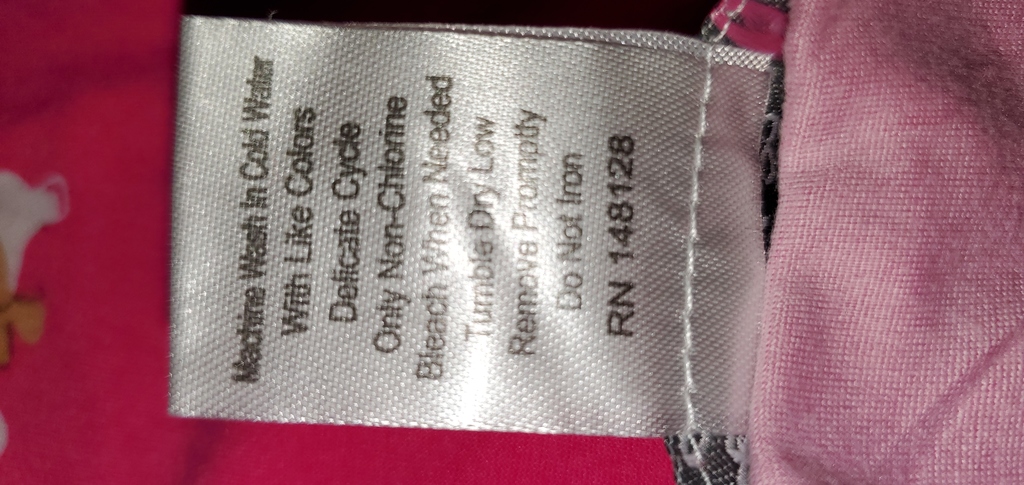 Machine Wash In Cold Water
With Like Colors
Delicate Cycle
Only Non-Chlorine
Bleach When Needed
Tumble Dry Low
Remove Promptly
Do Not Iron
RN 148128